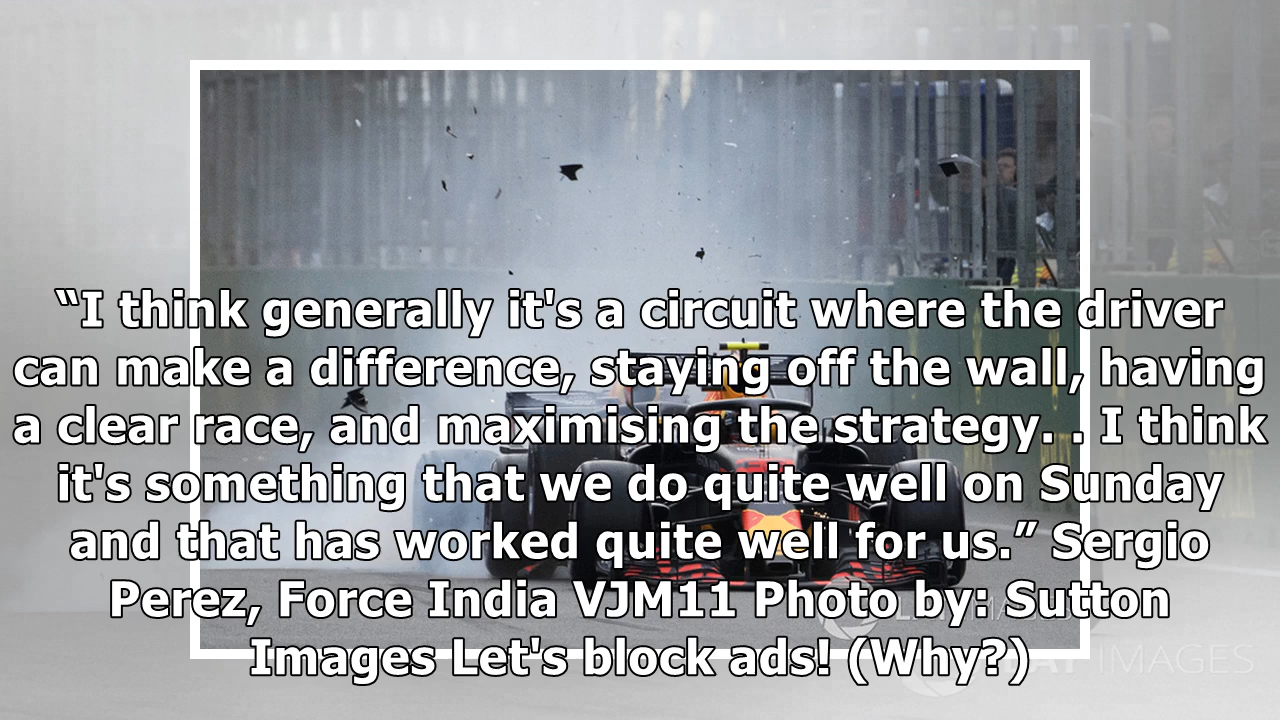 “I think generally it's a circuit where the driver
can make a difference, staying off the wall, having
a clear race, and maximising the strategy. . I think
it's something that we do quite well on Sunday
and that has worked quite well for us.” Sergio
Perez, Force India VJM11 Photo by: Sutton
Images Let's block ads! (Why?)
IMAGES